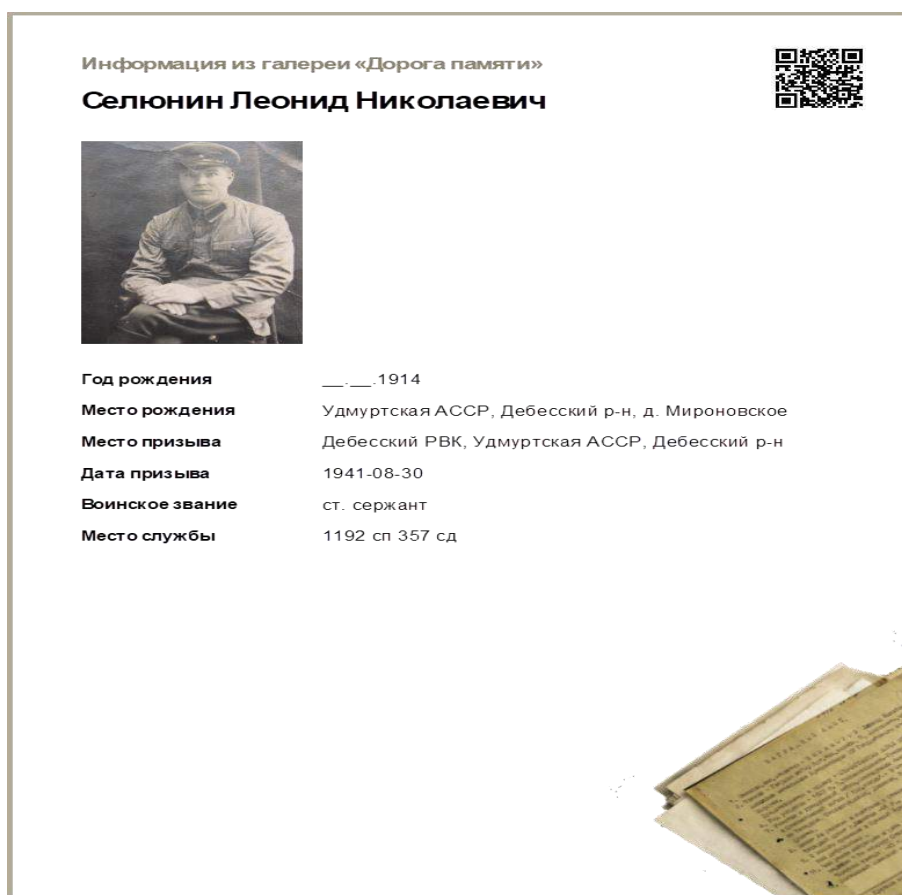 Информация из галереи «Дорога памяти»
Селюнин Леонид Николаевич
Год рождения __.__.1914
Место рождения Удмуртская АССР, Дебесский р-н, д. Мироновское
Место призыва Дебесский РВК, Удмуртская АССР, Дебесский р-н
Дата призыва 1941-08-30
Воинское звание ст. сержант
Место службы 1192 сп 357 сд